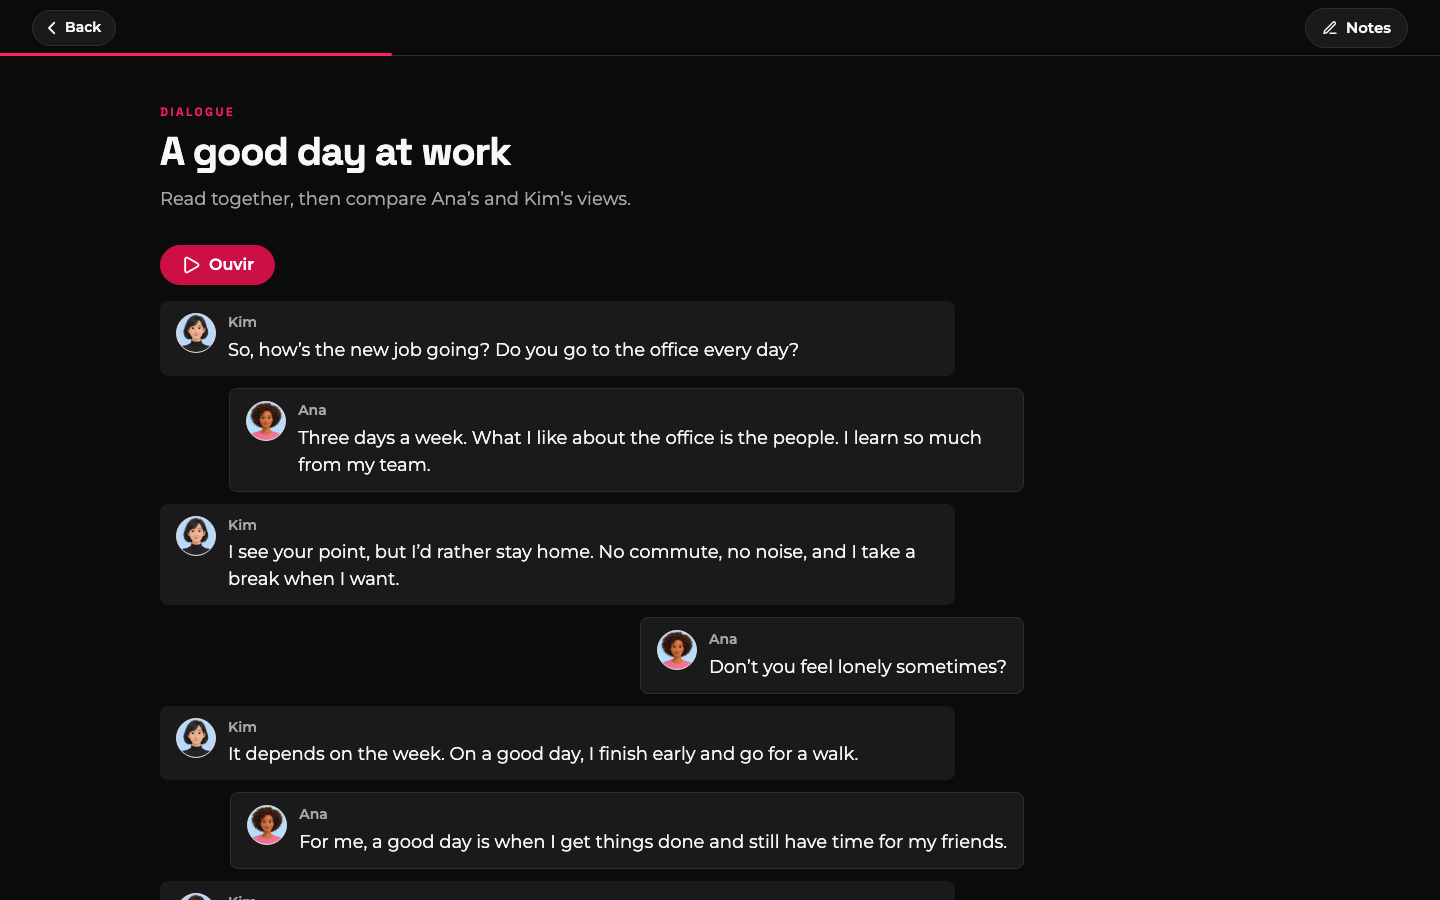 Back
Notes
DIALOGUE
A good day at work
Read together, then compare Ana’s and Kim’s views.
Ouvir
Kim
So, how’s the new job going? Do you go to the office every day?
Ana
Three days a week. What I like about the office is the people. I learn so much
from my team.
Kim
I see your point, but I’d rather stay home. No commute, no noise, and I take a
break when I want.
Ana
Don’t you feel lonely sometimes?
Kim
It depends on the week. On a good day, I finish early and go for a walk.
Ana
For me, a good day is when I get things done and still have time for my friends.
Kim